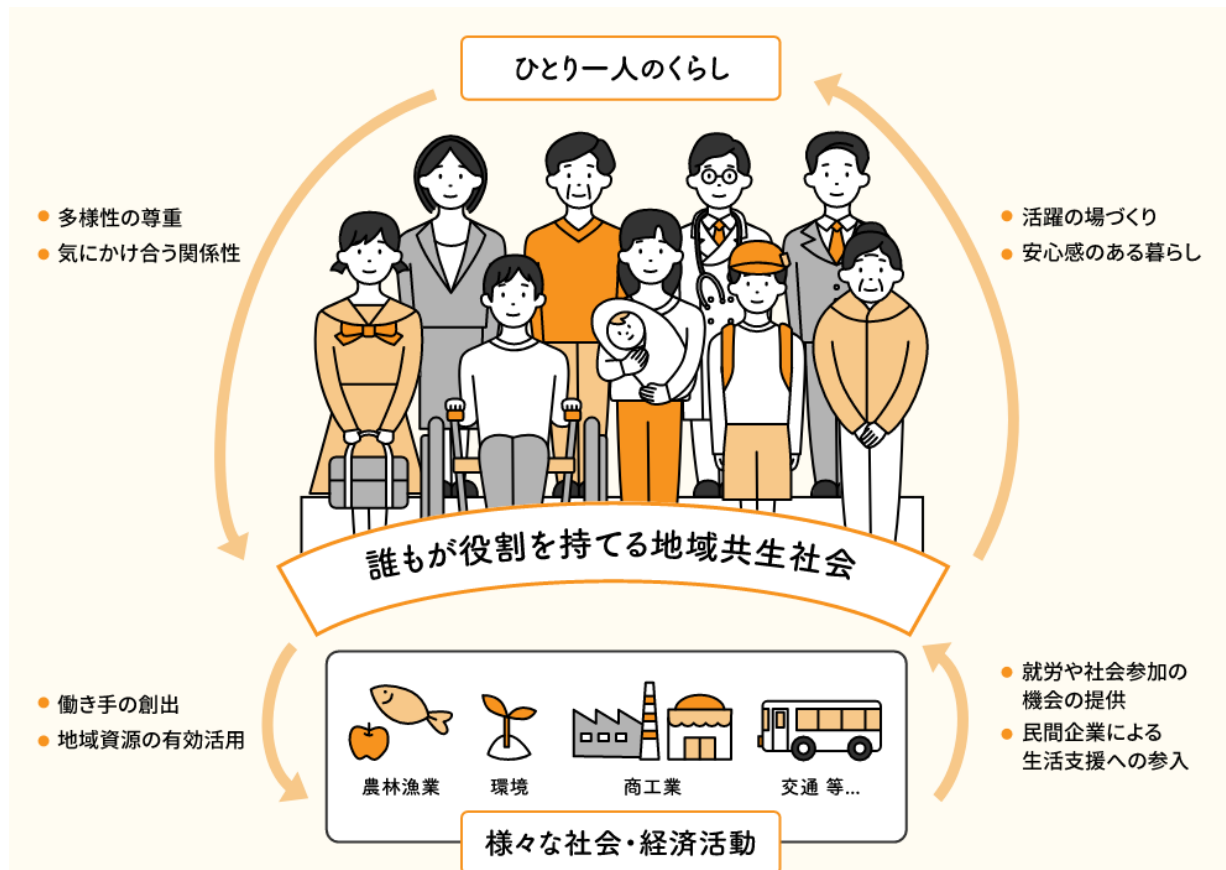 ひとり一人のくらし
● 多様性の尊重
● 気にかけ合う関係性
● 活躍の場づくり
● 安心感のある暮らし
誰もが役割を持てる地域共生社会
● 働き手の創出
● 地域資源の有効活用
● 就労や社会参加の
機会の提供
● 民間企業による
生活支援への参入
農林漁業 環境 商工業 交通 等...
様々な社会・経済活動